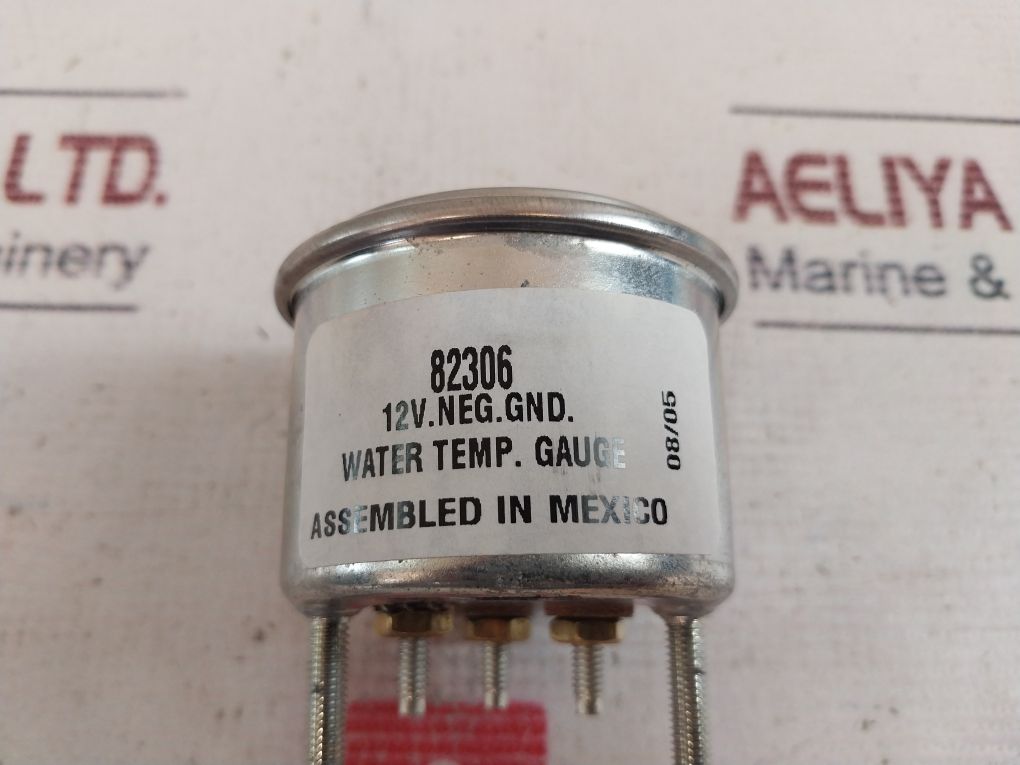 LTD.
inery
AELIYA
Marine &
82306
12V.NEG.GND.
WATER TEMP. GAUGE
ASSEMBLED IN MEXICO
08/05